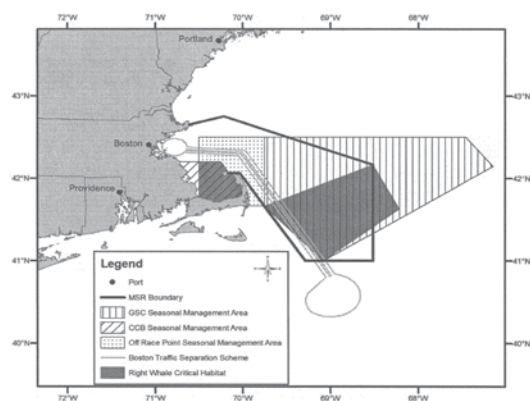 72°W 71°W 70°W 69°W 68°W
Portland
43°N 43°N
Boston
42°N 42°N
Providence
41°N 41°N
Legend
Port
MSR Boundary
GSC Seasonal Management Area
CCB Seasonal Management Area
Off Race Point Seasonal Management Area
Boston Traffic Separation Scheme
Right Whale Critical Habitat
40°N 40°N
72°W 71°W 70°W 69°W 68°W